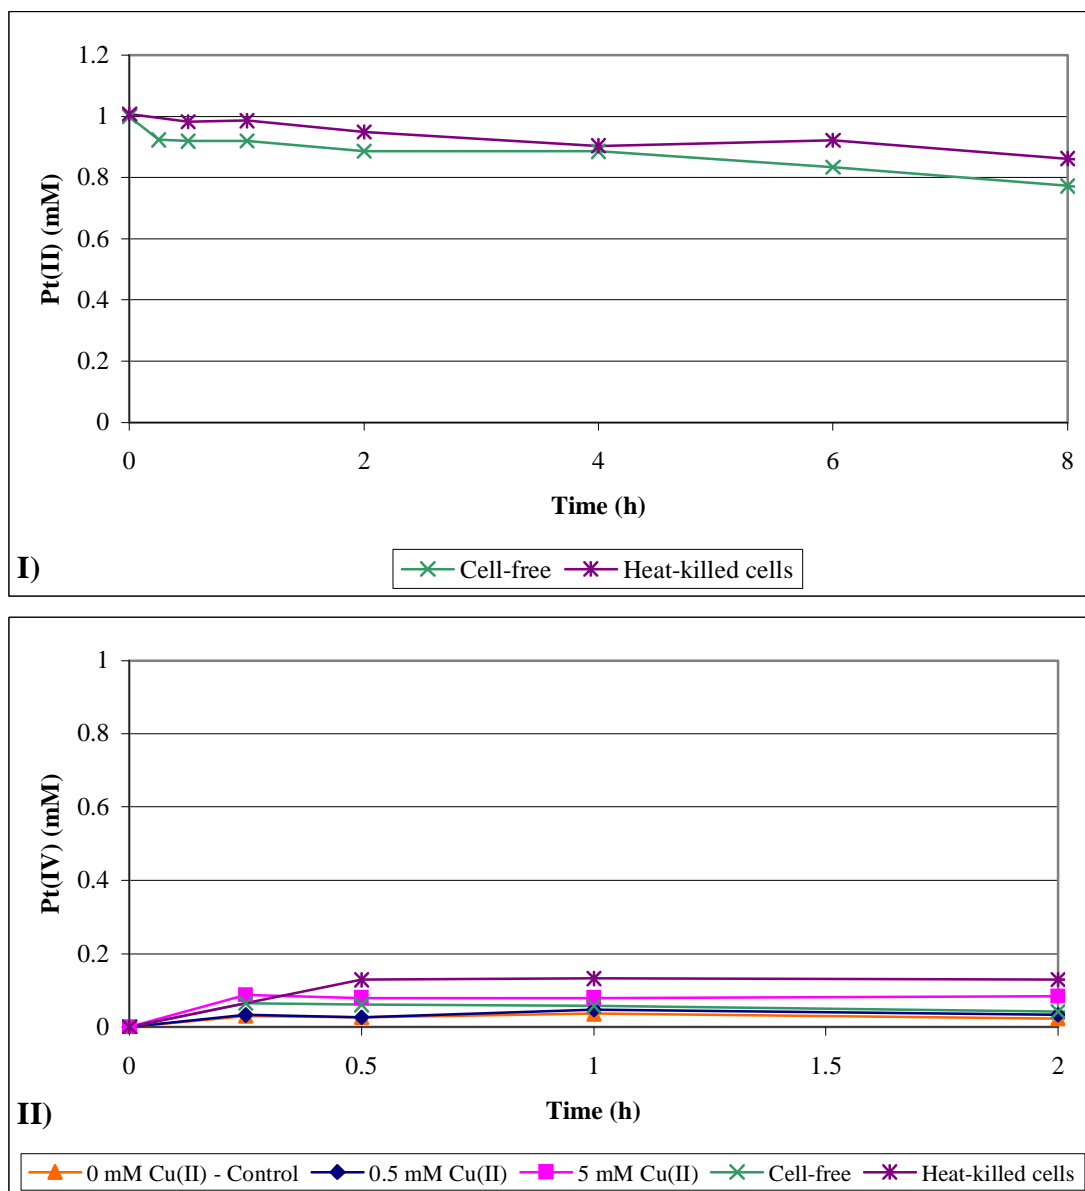 1.2
1
0.8
0.6
0.4
0.2
0
Pt(II) (mM)
0 2 4 6 8
Time (h)
I)
Cell-free Heat-killed cells
1
0.8
0.6
0.4
0.2
0
Pt(IV) (mM)
0 0.5 1 1.5 2
Time (h)
II)
0 mM Cu(II) - Control 0.5 mM Cu(II) 5 mM Cu(II) Cell-free Heat-killed cells